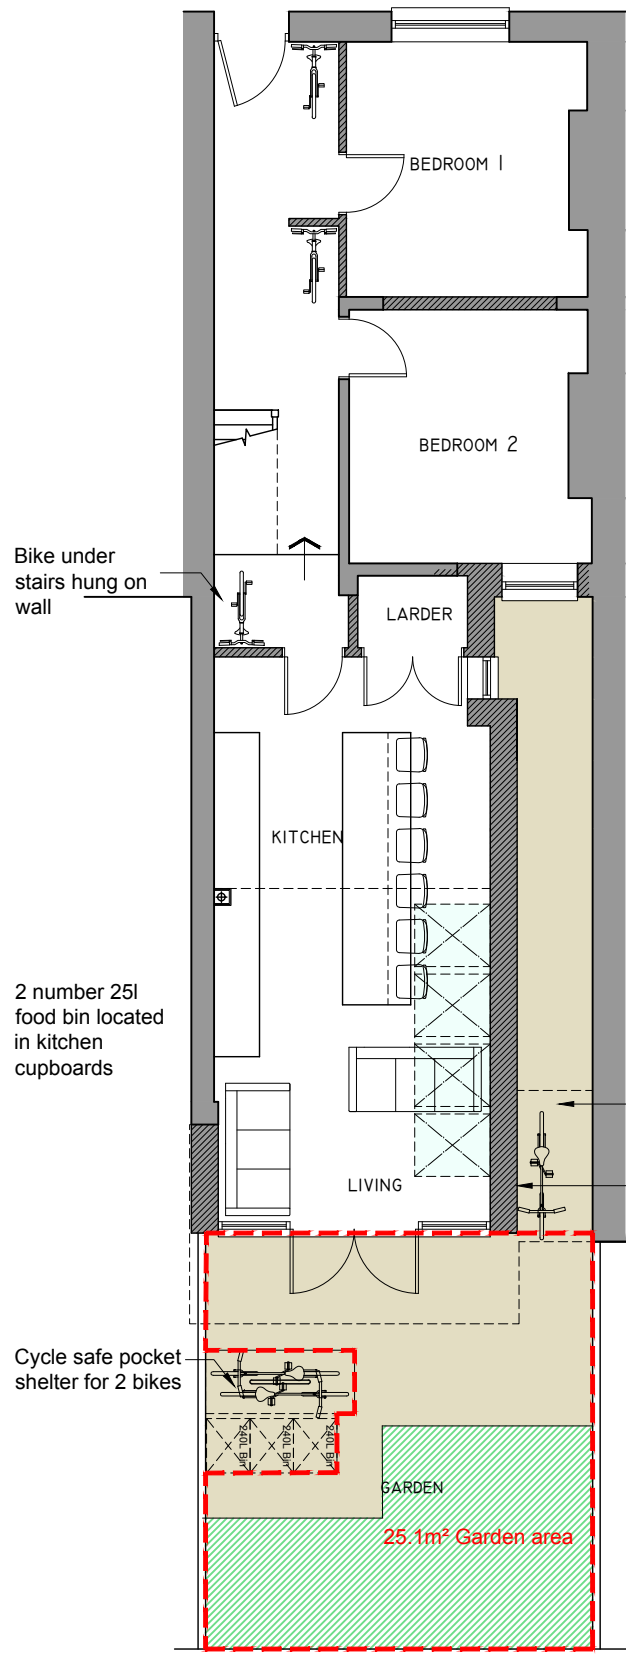 BEDROOM 1
BEDROOM 2
Bike under
stairs hung on
wall
LARDER
KITCHEN
2 number 25l
food bin located
in kitchen
cupboards
LIVING
Cycle safe pocket
shelter for 2 bikes
240L Bin
240L Bin
240L Bin
GARDEN
25.1m² Garden area